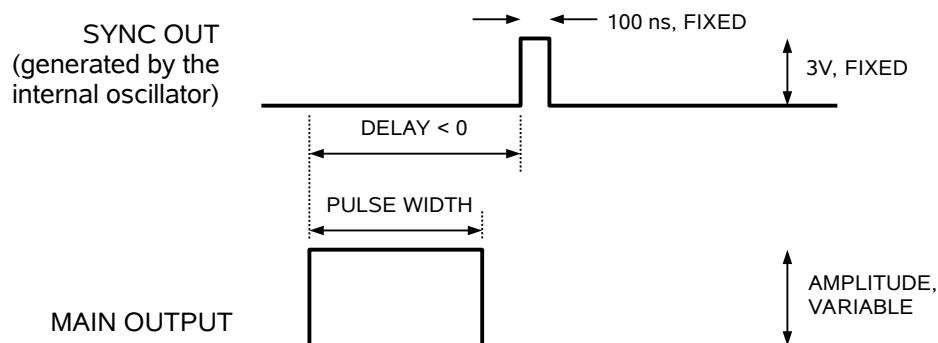 100 ns, FIXED
SYNC OUT
(generated by the
internal oscillator)
3V, FIXED
DELAY < 0
PULSE WIDTH
AMPLITUDE,
VARIABLE
MAIN OUTPUT